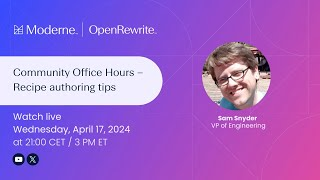 Moderne. | OpenRewrite.
Community Office Hours –
Recipe authoring tips
Watch live
Wednesday, April 17, 2024
at 21:00 CET / 3 PM ET
Sam Snyder
VP of Engineering